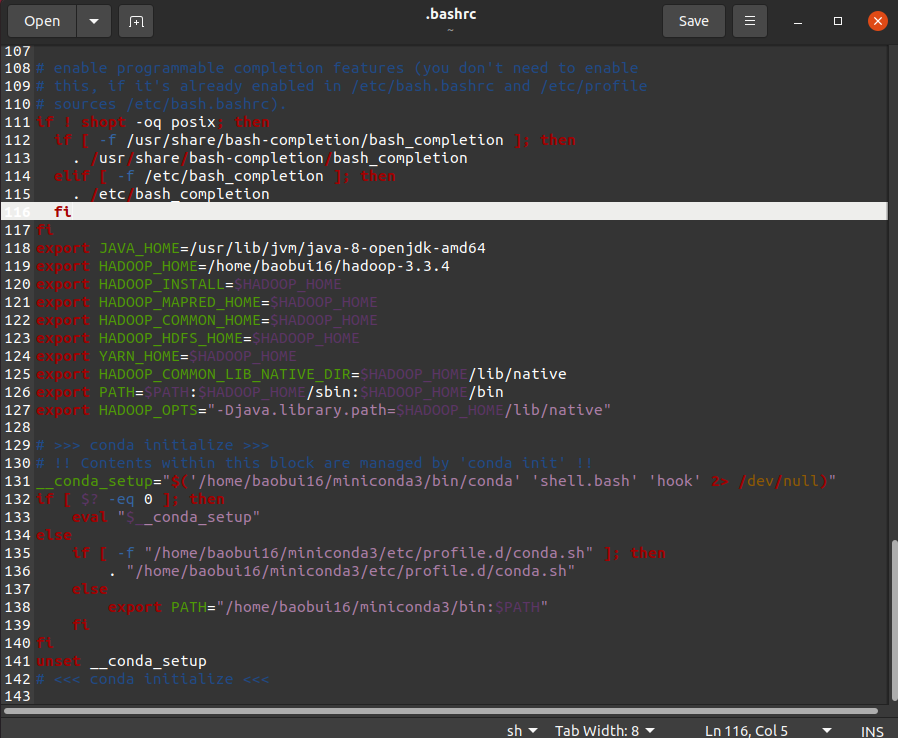 Open
.bashrc
~
Save
107
108 # enable programmable completion features (you don't need to enable
109 # this, if it's already enabled in /etc/bash.bashrc and /etc/profile
110 # sources /etc/bash.bashrc).
111 if ! shopt -oq posix; then
112   if [ -f /usr/share/bash-completion/bash_completion ]; then
113     . /usr/share/bash-completion/bash_completion
114   elif [ -f /etc/bash_completion ]; then
115     . /etc/bash_completion
116   fi
117 fi
118 export JAVA_HOME=/usr/lib/jvm/java-8-openjdk-amd64
119 export HADOOP_HOME=/home/baobui16/hadoop-3.3.4
120 export HADOOP_INSTALL=$HADOOP_HOME
121 export HADOOP_MAPRED_HOME=$HADOOP_HOME
122 export HADOOP_COMMON_HOME=$HADOOP_HOME
123 export HADOOP_HDFS_HOME=$HADOOP_HOME
124 export YARN_HOME=$HADOOP_HOME
125 export HADOOP_COMMON_LIB_NATIVE_DIR=$HADOOP_HOME/lib/native
126 export PATH=$PATH:$HADOOP_HOME/sbin:$HADOOP_HOME/bin
127 export HADOOP_OPTS="-Djava.library.path=$HADOOP_HOME/lib/native"
128
129 # >>> conda initialize >>>
130 # !! Contents within this block are managed by 'conda init' !!
131 __conda_setup="$('/home/baobui16/miniconda3/bin/conda' 'shell.bash' 'hook' 2> /dev/null)"
132 if [ $? -eq 0 ]; then
133     eval "$__conda_setup"
134 else
135     if [ -f "/home/baobui16/miniconda3/etc/profile.d/conda.sh" ]; then
136         . "/home/baobui16/miniconda3/etc/profile.d/conda.sh"
137     else
138         export PATH="/home/baobui16/miniconda3/bin:$PATH"
139     fi
140 fi
141 unset __conda_setup
142 # <<< conda initialize <<<
143
sh Tab Width: 8 Ln 116, Col 5 INS